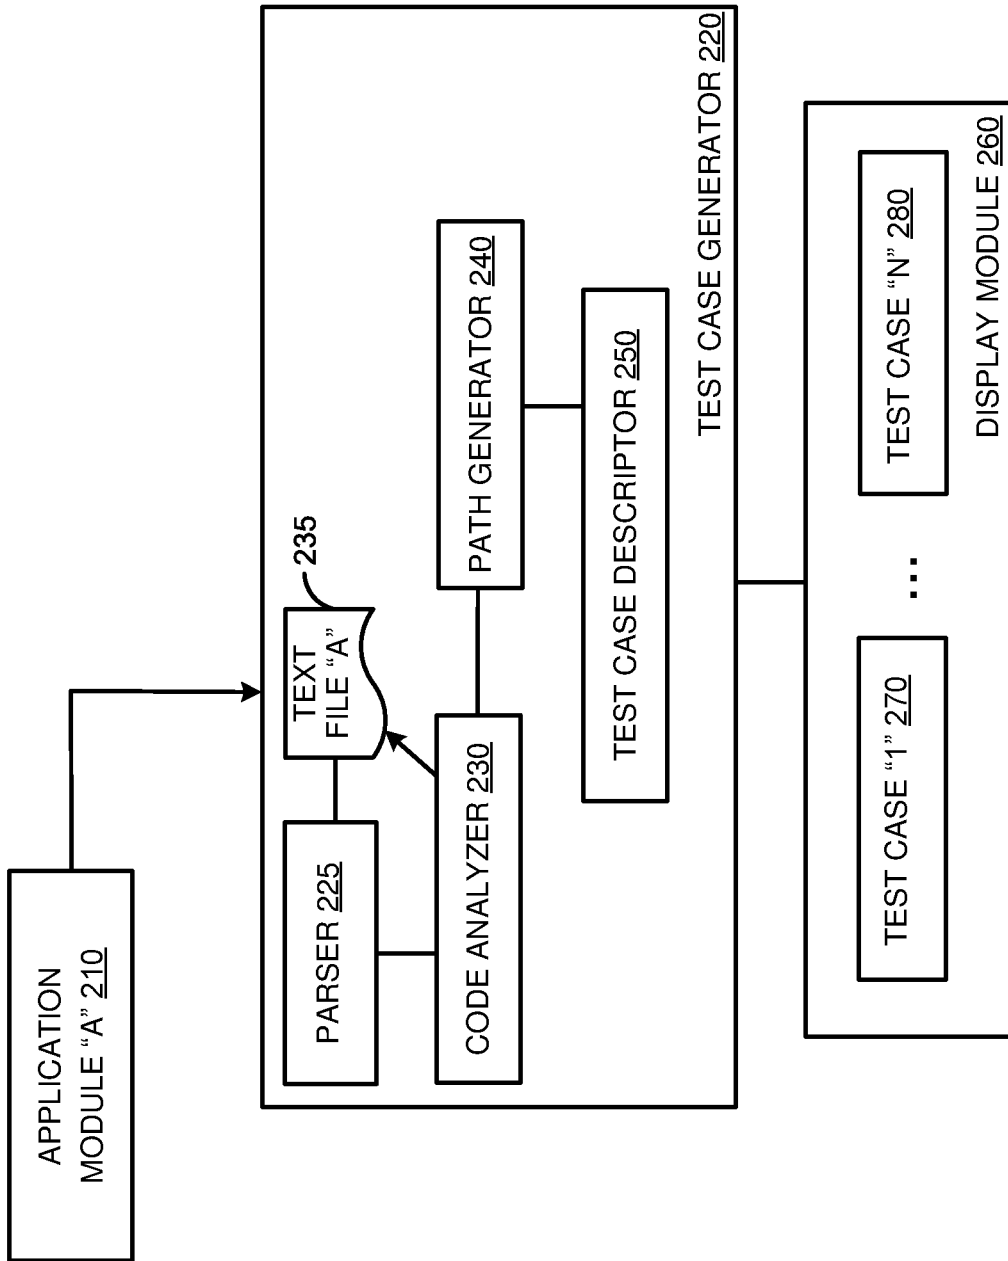 APPLICATION
MODULE “A” 210
PARSER 225
TEXT
FILE “A”
235
CODE ANALYZER 230
PATH GENERATOR 240
TEST CASE DESCRIPTOR 250
TEST CASE GENERATOR 220
TEST CASE “1” 270
...
TEST CASE “N” 280
DISPLAY MODULE 260